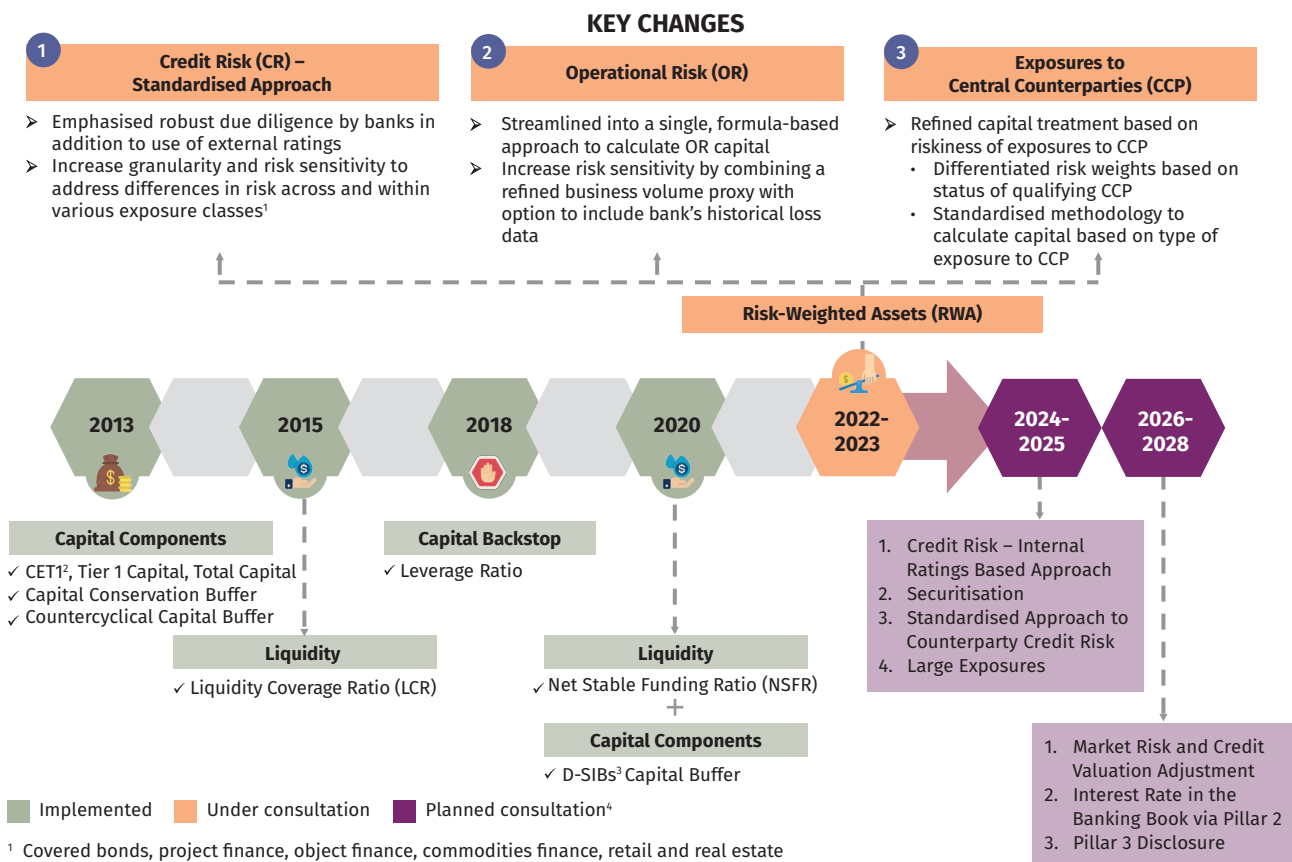 KEY CHANGES
1
Credit Risk (CR) –
Standardised Approach
➢ Emphasised robust due diligence by banks in
addition to use of external ratings
➢ Increase granularity and risk sensitivity to
address differences in risk across and within
various exposure classes¹
2
Operational Risk (OR)
➢ Streamlined into a single, formula-based
approach to calculate OR capital
➢ Increase risk sensitivity by combining a
refined business volume proxy with
option to include bank's historical loss
data
3
Exposures to
Central Counterparties (CCP)
➢ Refined capital treatment based on
riskiness of exposures to CCP
• Differentiated risk weights based on
status of qualifying CCP
• Standardised methodology to
calculate capital based on type of
exposure to CCP
Risk-Weighted Assets (RWA)
2013
2015
2018
2020
2022-
2023
2024-
2025
2026-
2028
Capital Components
✓ CET1², Tier 1 Capital, Total Capital
✓ Capital Conservation Buffer
✓ Countercyclical Capital Buffer
Liquidity
✓ Liquidity Coverage Ratio (LCR)
Capital Backstop
✓ Leverage Ratio
Liquidity
✓ Net Stable Funding Ratio (NSFR)
+
Capital Components
✓ D-SIBs³ Capital Buffer
1. Credit Risk – Internal
Ratings Based Approach
2. Securitisation
3. Standardised Approach to
Counterparty Credit Risk
4. Large Exposures
1. Market Risk and Credit
Valuation Adjustment
2. Interest Rate in the
Banking Book via Pillar 2
3. Pillar 3 Disclosure
Implemented
Under consultation
Planned consultation⁴
¹ Covered bonds, project finance, object finance, commodities finance, retail and real estate